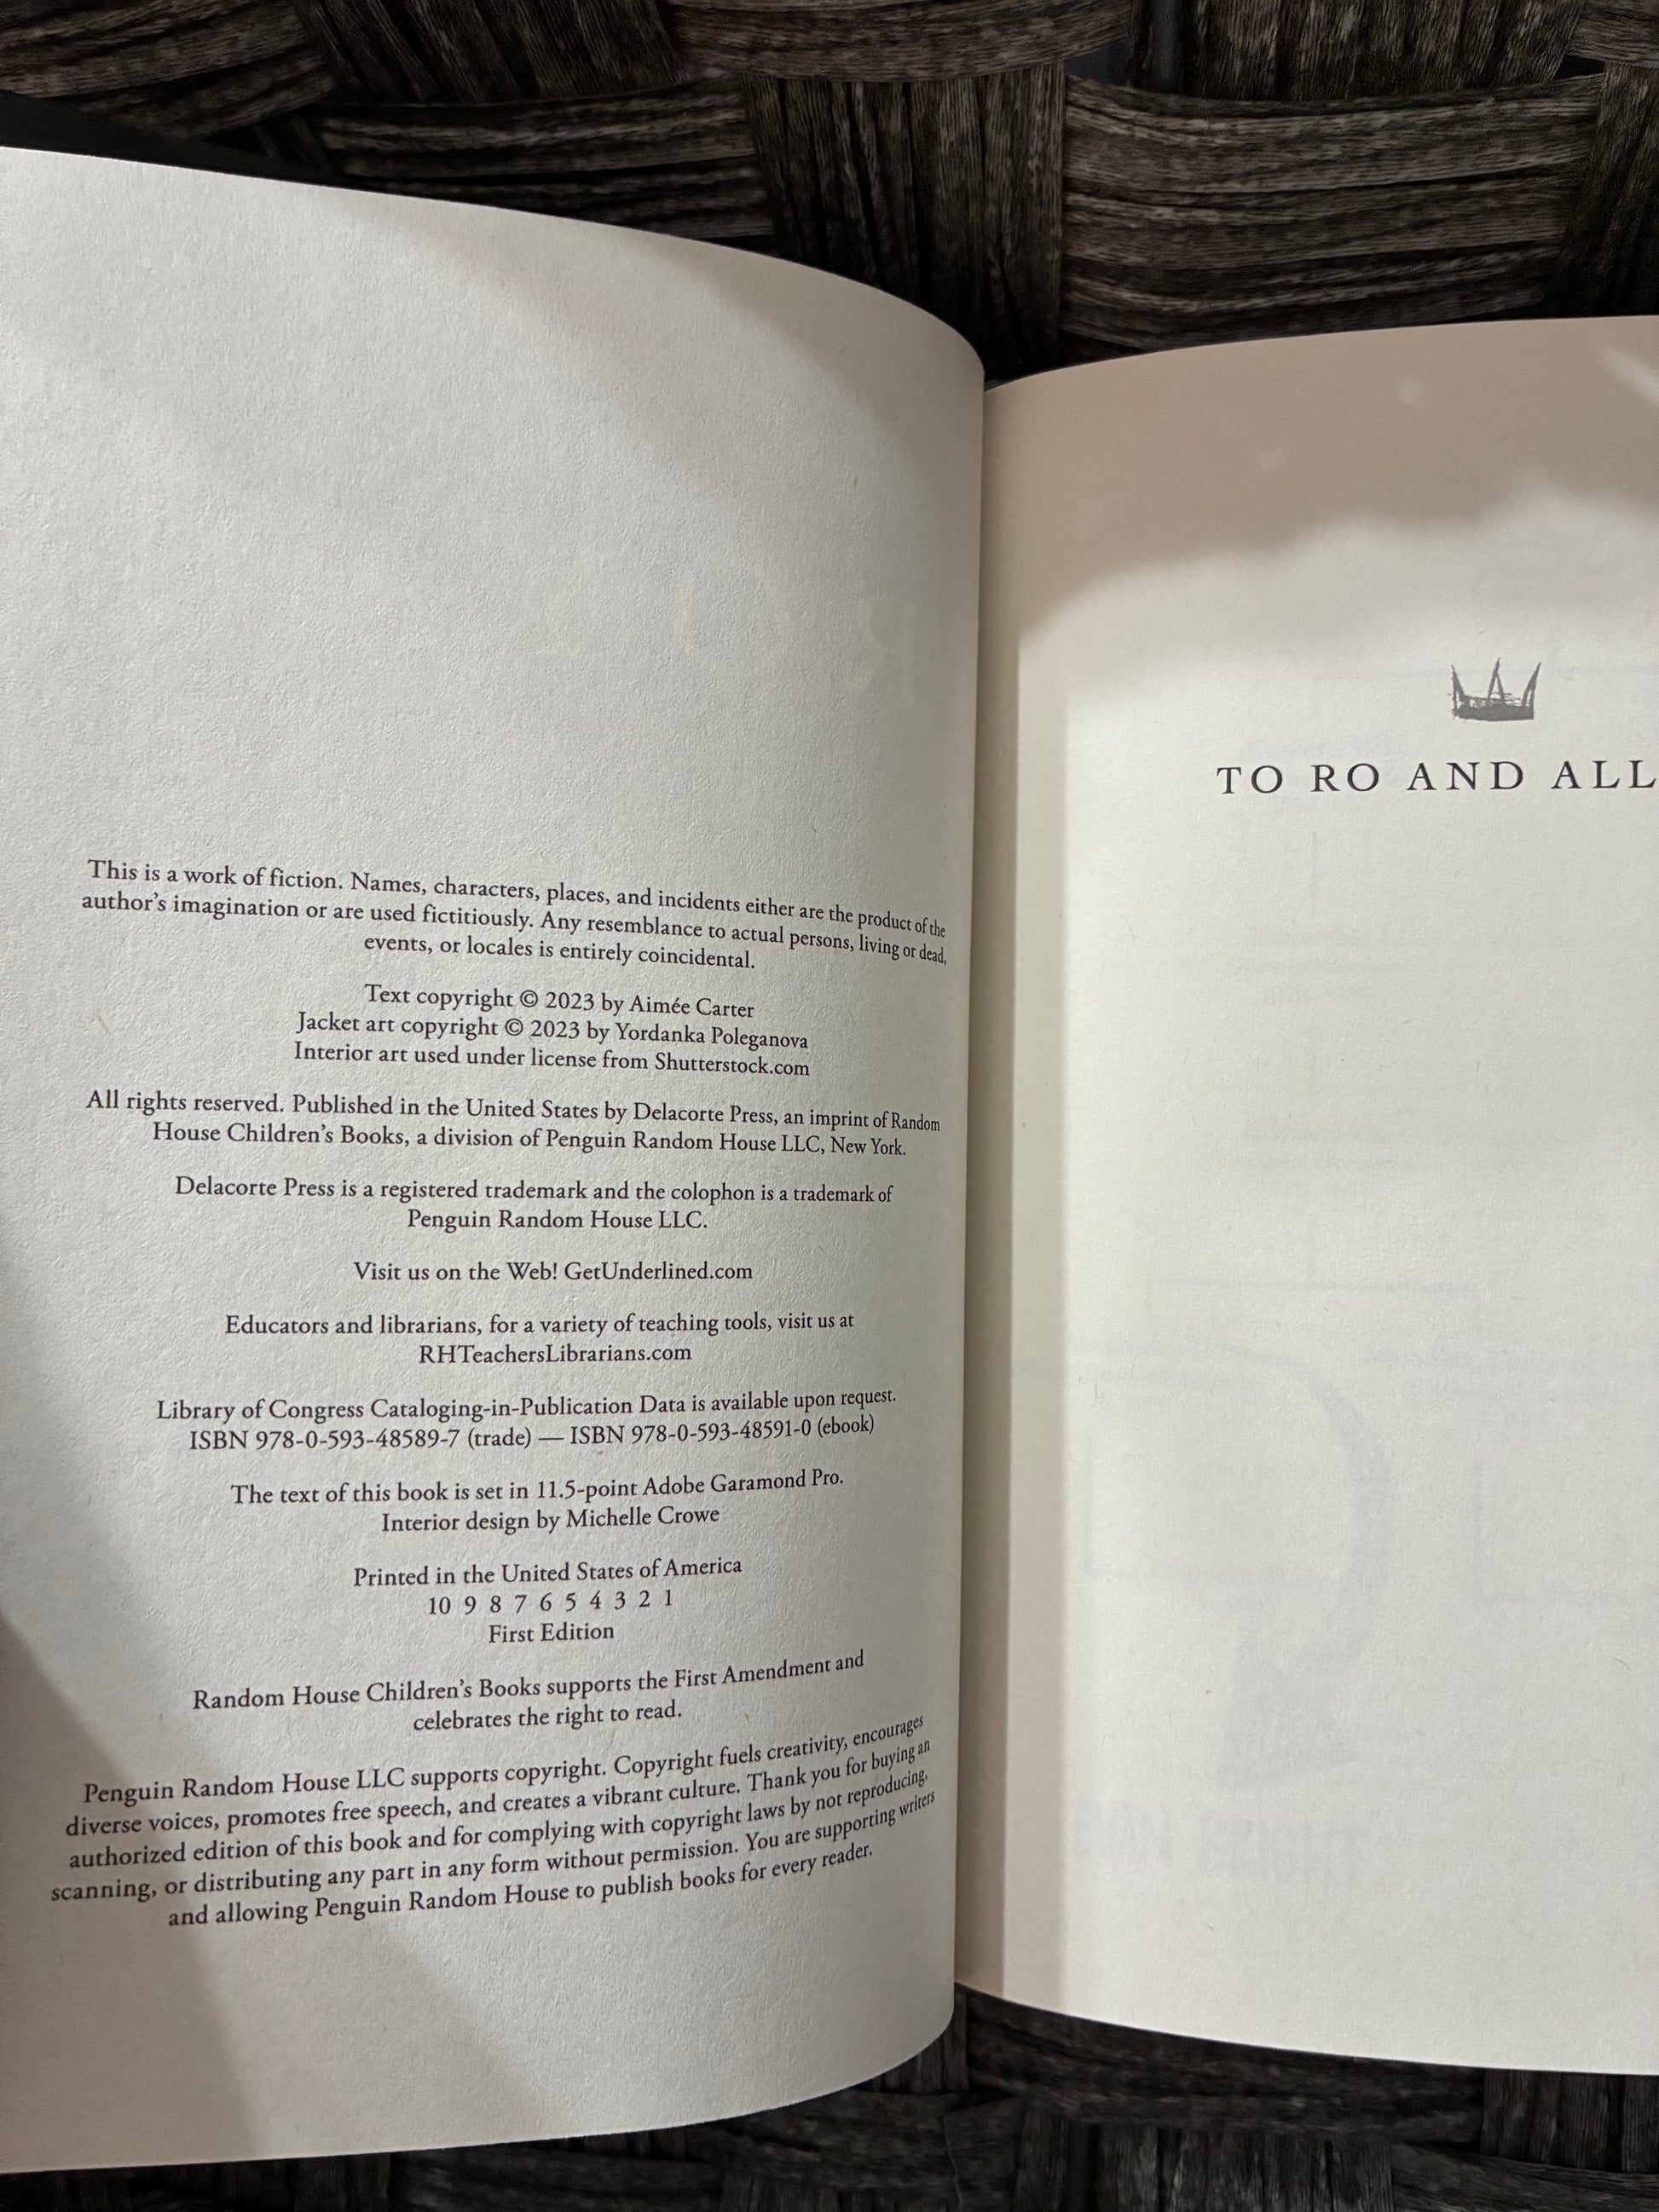 This is a work of fiction. Names, characters, places, and incidents either are the product of the
author's imagination or are used fictitiously. Any resemblance to actual persons, living or dead,
events, or locales is entirely coincidental.
Text copyright © 2023 by Aimée Carter
Jacket art copyright © 2023 by Yordanka Poleganova
Interior art used under license from Shutterstock.com
All rights reserved. Published in the United States by Delacorte Press, an imprint of Random
House Children's Books, a division of Penguin Random House LLC, New York.
Delacorte Press is a registered trademark and the colophon is a trademark of
Penguin Random House LLC.
Visit us on the Web! GetUnderlined.com
Educators and librarians, for a variety of teaching tools, visit us at
RHTeachersLibrarians.com
Library of Congress Cataloging-in-Publication Data is available upon request.
ISBN 978-0-593-48589-7 (trade) — ISBN 978-0-593-48591-0 (ebook)
The text of this book is set in 11.5-point Adobe Garamond Pro.
Interior design by Michelle Crowe
Printed in the United States of America
10 9 8 7 6 5 4 3 2 1
First Edition
Random House Children's Books supports the First Amendment and
celebrates the right to read.
Penguin Random House LLC supports copyright. Copyright fuels creativity, encourages
diverse voices, promotes free speech, and creates a vibrant culture. Thank you for buying an
authorized edition of this book and for complying with copyright laws by not reproducing,
scanning, or distributing any part in any form without permission. You are supporting writers
and allowing Penguin Random House to publish books for every reader.
TO RO AND ALL